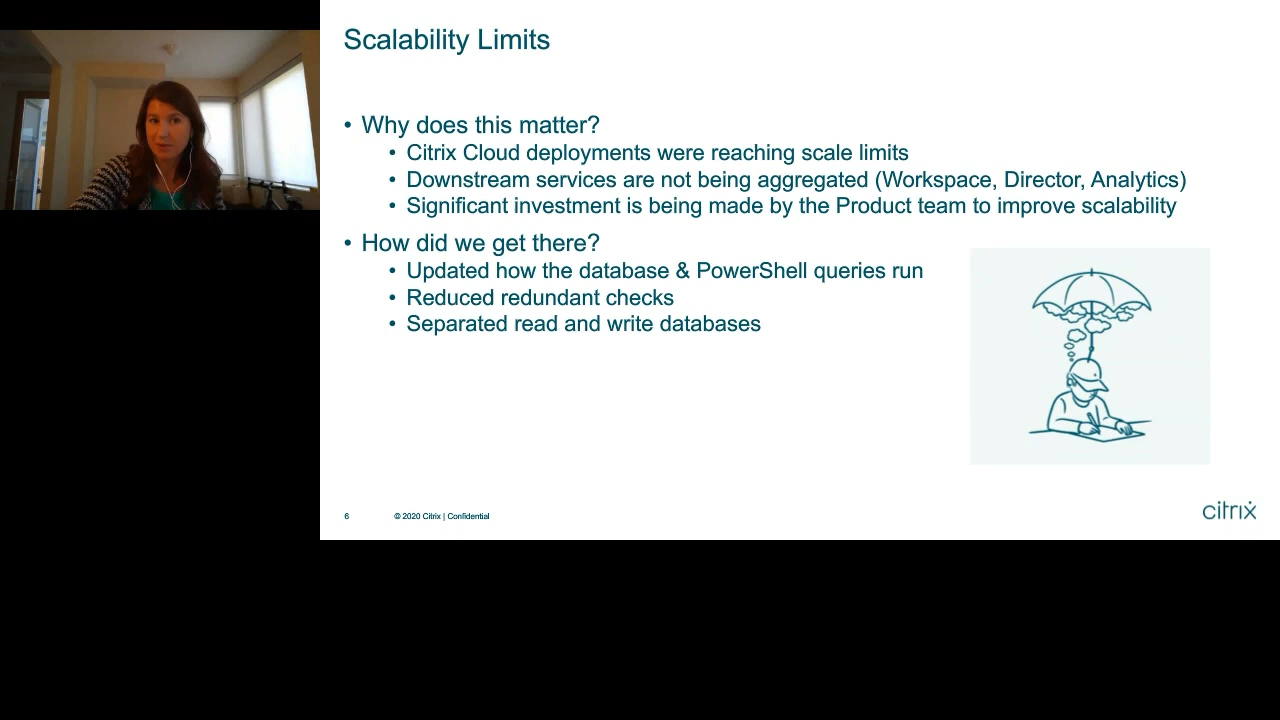 Scalability Limits
• Why does this matter?
• Citrix Cloud deployments were reaching scale limits
• Downstream services are not being aggregated (Workspace, Director, Analytics)
• Significant investment is being made by the Product team to improve scalability
• How did we get there?
• Updated how the database & PowerShell queries run
• Reduced redundant checks
• Separated read and write databases
6 © 2020 Citrix | Confidential
citrix